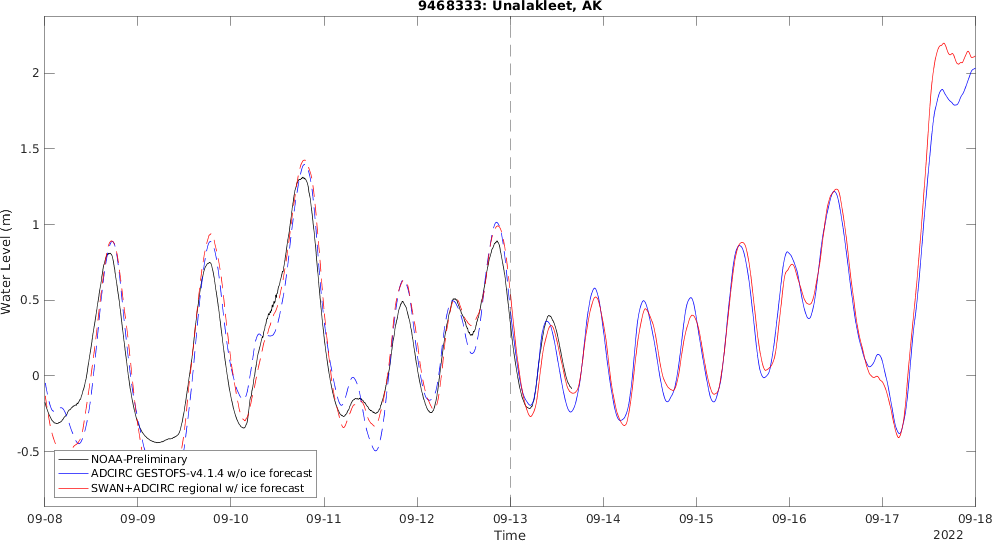 9468333: Unalakleet, AK
Water Level (m)
2
1.5
1
0.5
0
-0.5
NOAA-Preliminary
ADCIRC GESTOFS-v4.1.4 w/o ice forecast
SWAN+ADCIRC regional w/ ice forecast
09-08 09-09 09-10 09-11 09-12 09-13 09-14 09-15 09-16 09-17 09-18
Time
2022